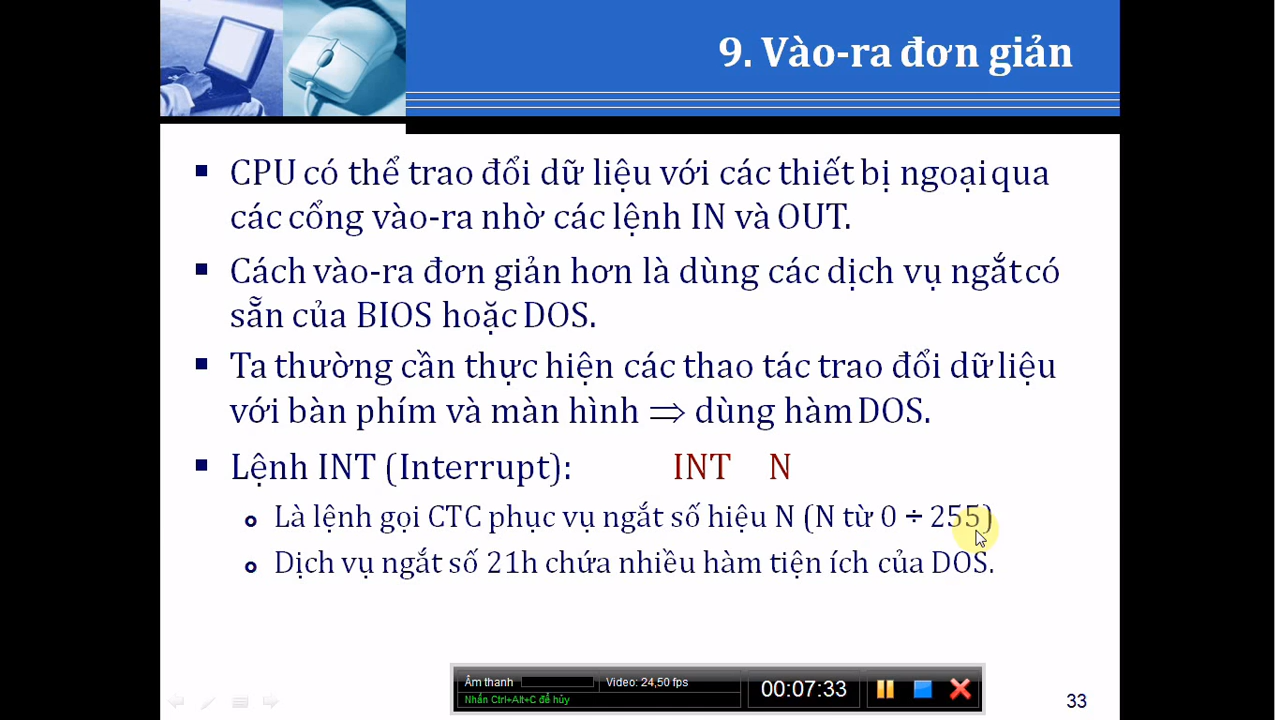 9. Vào-ra đơn giản
CPU có thể trao đổi dữ liệu với các thiết bị ngoại qua
các cổng vào-ra nhờ các lệnh IN và OUT.
Cách vào-ra đơn giản hơn là dùng các dịch vụ ngắt có
sẵn của BIOS hoặc DOS.
Ta thường cần thực hiện các thao tác trao đổi dữ liệu
với bàn phím và màn hình ⇒ dùng hàm DOS.
Lệnh INT (Interrupt): INT N
Là lệnh gọi CTC phục vụ ngắt số hiệu N (N từ 0 ÷ 255)
Dịch vụ ngắt số 21h chứa nhiều hàm tiện ích của DOS.
Âm thanh Video: 24,50 fps
Nhấn Ctrl+Alt+C để hủy
00:07:33
33